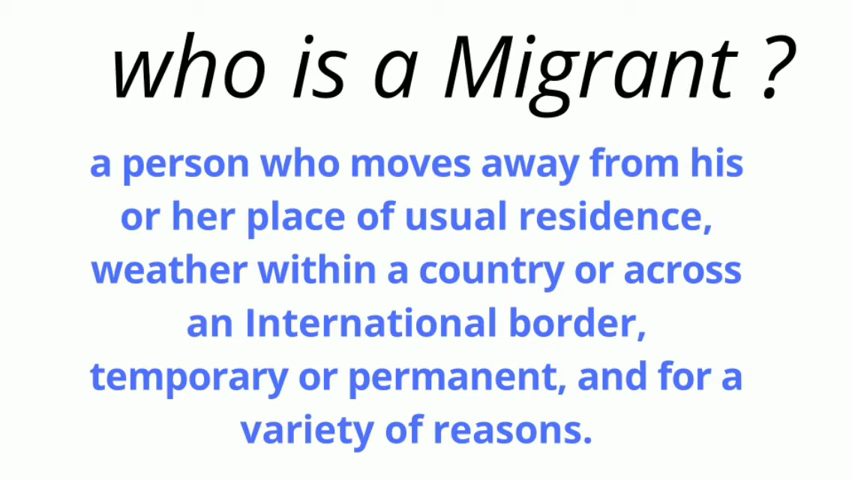 who is a Migrant ?
a person who moves away from his
or her place of usual residence,
weather within a country or across
an International border,
temporary or permanent, and for a
variety of reasons.